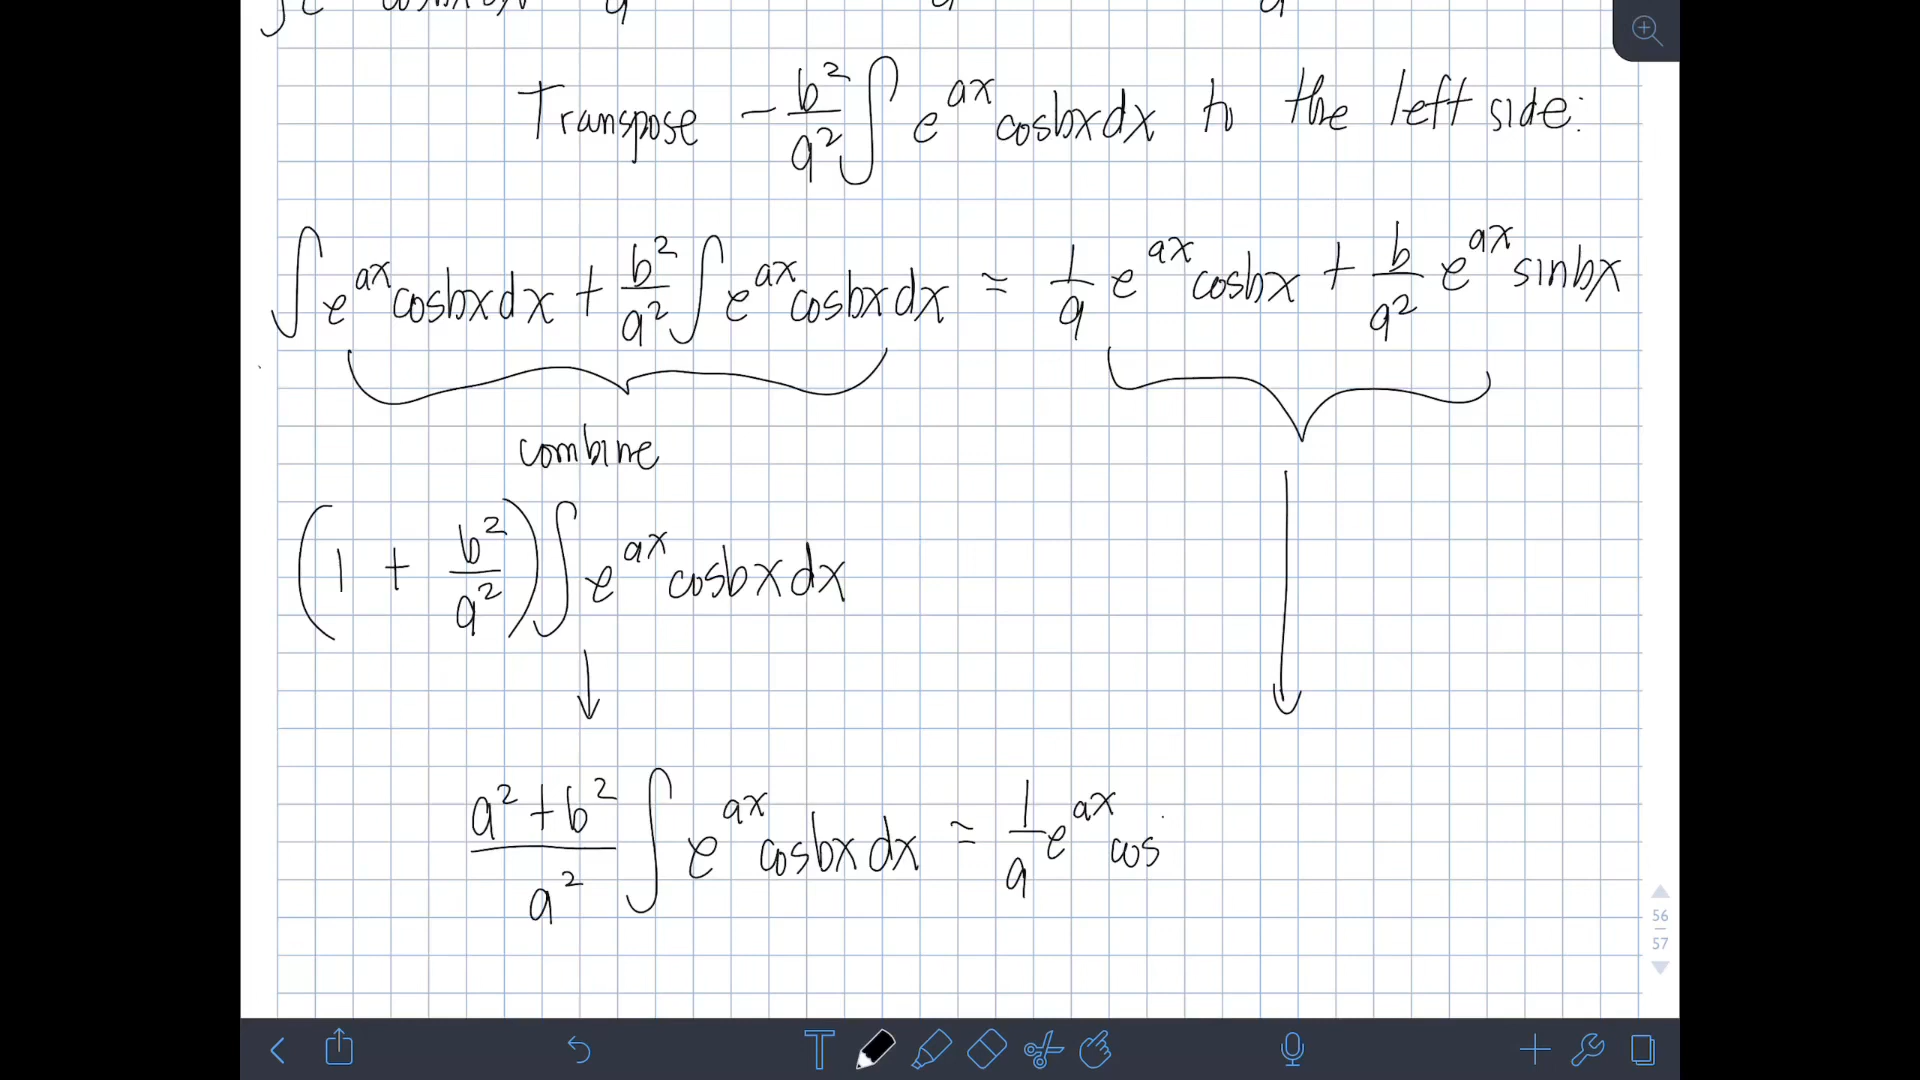 Transpose -b²/a² ∫ e^ax cosbx dx to the left side:
∫ e^ax cosbx dx + b²/a² ∫ e^ax cosbx dx = 1/a e^ax cosbx + b/a² e^ax sinbx
combine
(1 + b²/a²) ∫ e^ax cosbx dx
(a² + b²)/a² ∫ e^ax cosbx dx = 1/a e^ax cos
56
57
T